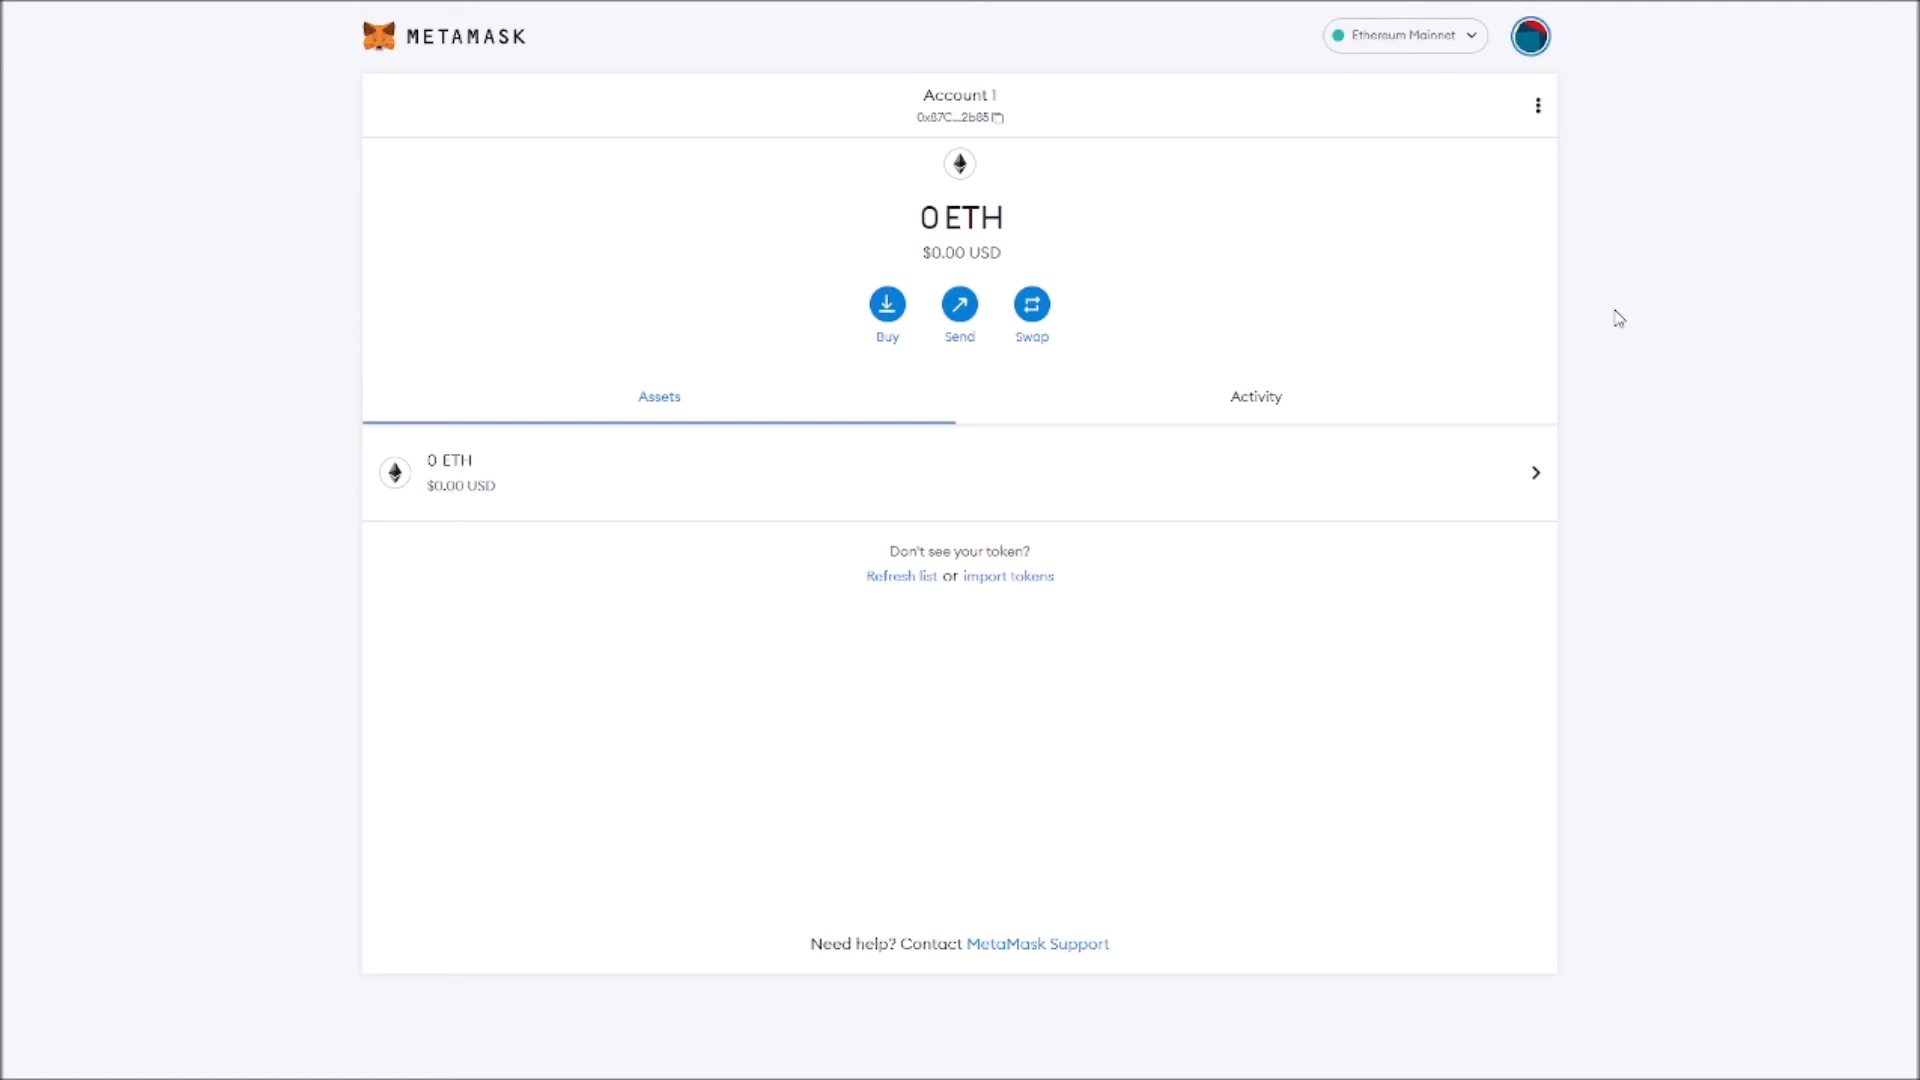 METAMASK
Ethereum Mainnet
Account 1
0x87C...2b85
0 ETH
$0.00 USD
Buy Send Swap
Assets Activity
0 ETH
$0.00 USD
Don't see your token?
Refresh list or import tokens
Need help? Contact MetaMask Support